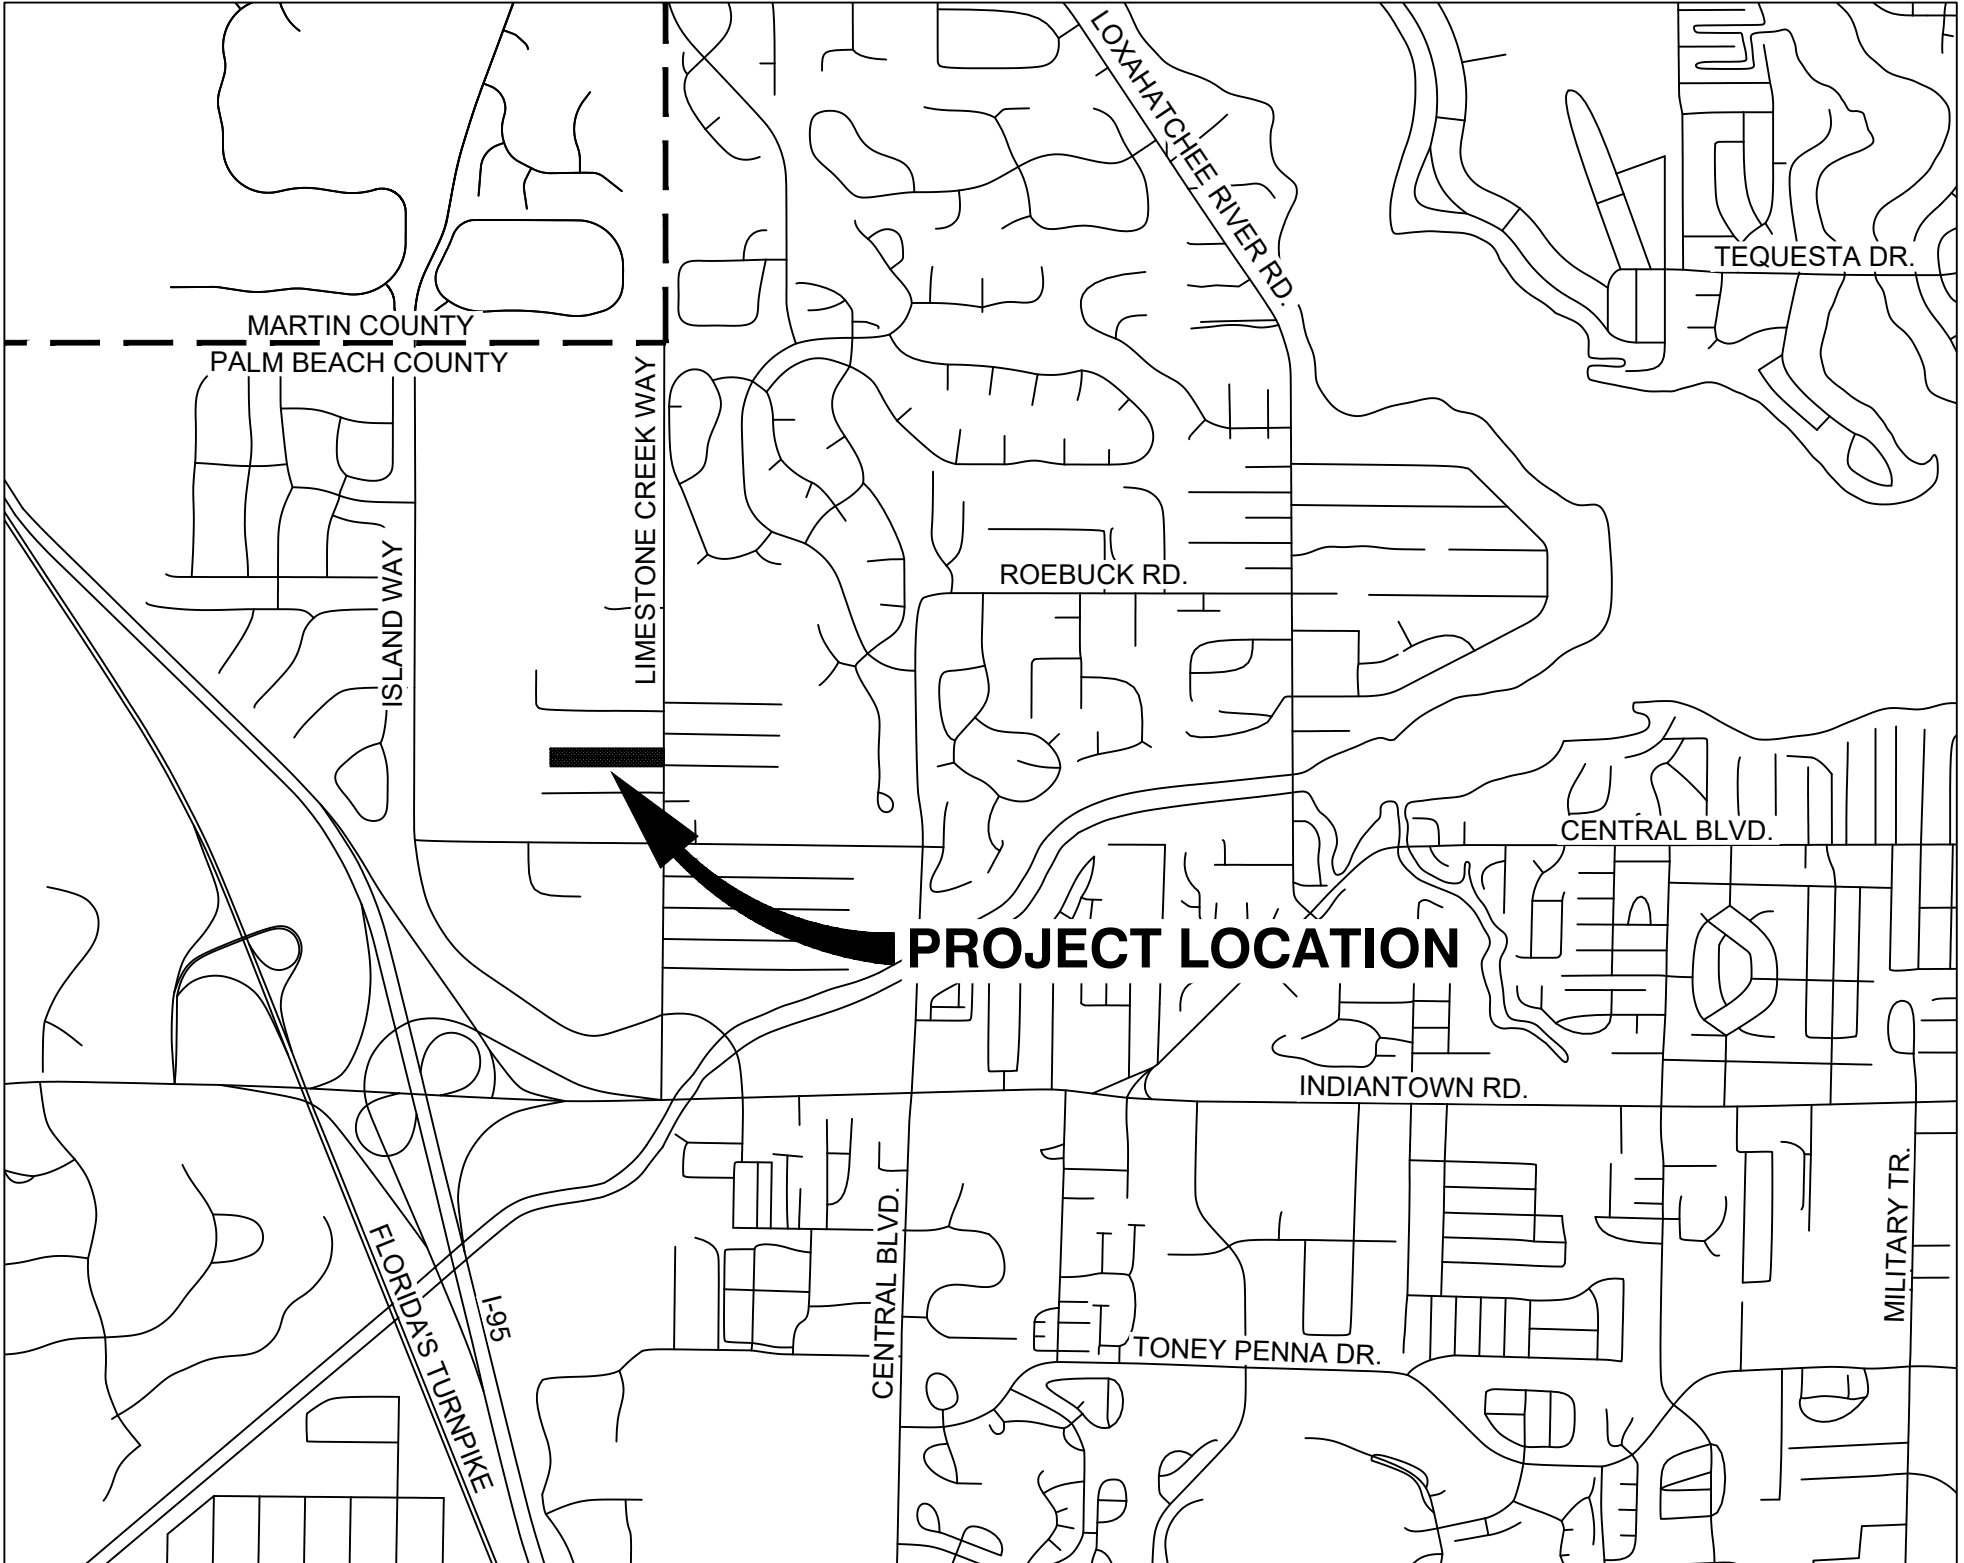 LOXAHATCHEE RIVER RD.
TEQUESTA DR.
MARTIN COUNTY
PALM BEACH COUNTY
LIMESTONE CREEK WAY
ISLAND WAY
ROEBUCK RD.
CENTRAL BLVD.
PROJECT LOCATION
INDIANTOWN RD.
MILITARY TR.
CENTRAL BLVD.
FLORIDA'S TURNPIKE
I-95
TONEY PENNA DR.